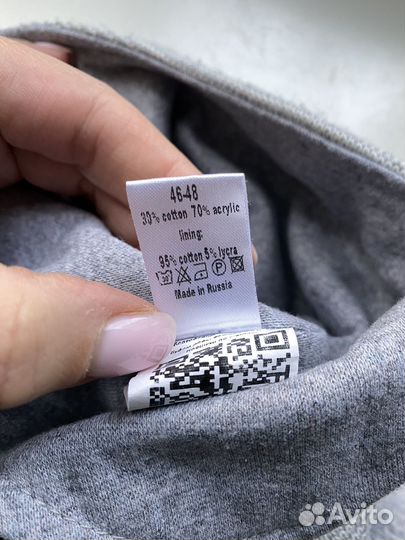 46-48
30% cotton 70% acrylic
lining:
95% cotton 5% lycra
Made in Russia
Avito